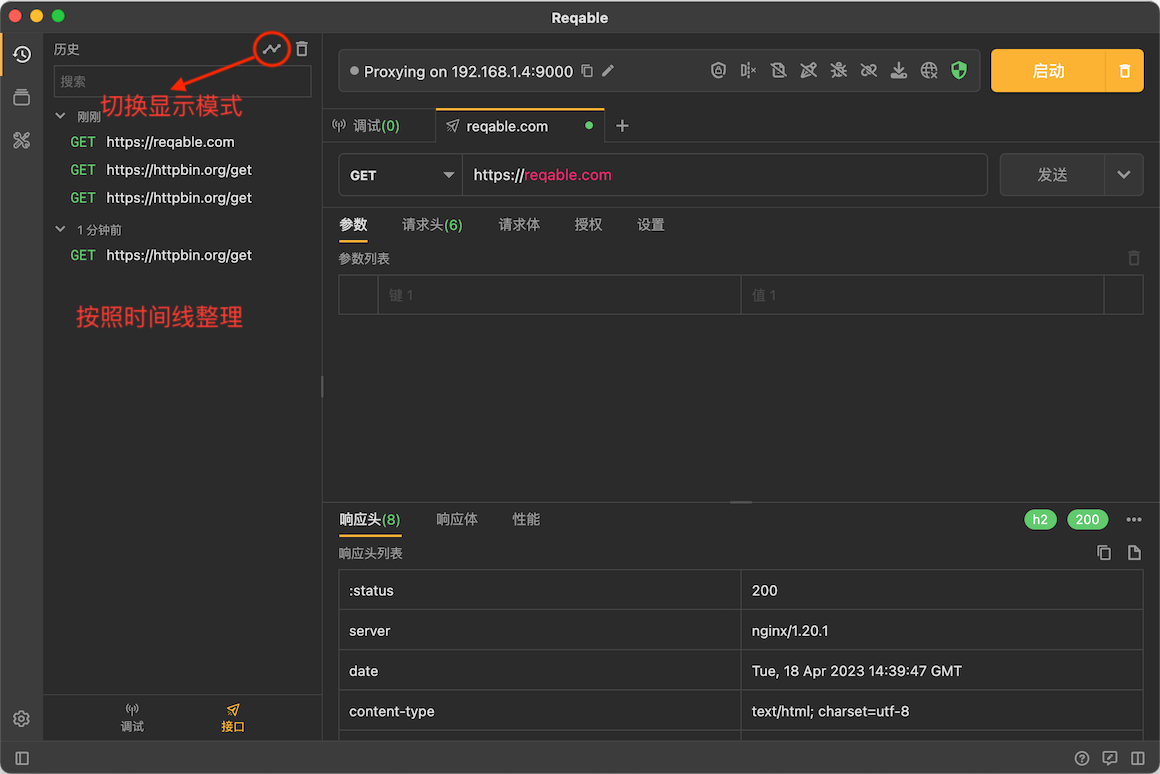 Reqable
历史
搜索
切换显示模式
刚刚
GET https://reqable.com
GET https://httpbin.org/get
GET https://httpbin.org/get
1 分钟前
GET https://httpbin.org/get
按照时间线整理
调试
接口
Proxying on 192.168.1.4:9000
启动
调试(0)
reqable.com
GET
https://reqable.com
发送
参数
请求头(6)
请求体
授权
设置
参数列表
键 1
值 1
响应头(8)
响应体
性能
h2
200
响应头列表
:status 200
server nginx/1.20.1
date Tue, 18 Apr 2023 14:39:47 GMT
content-type text/html; charset=utf-8